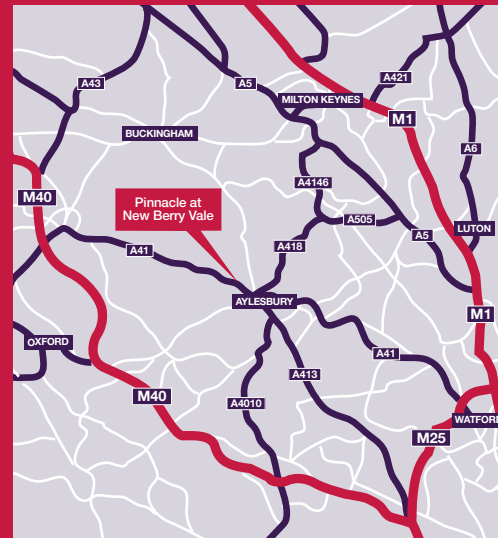 A43
A5
A421
MILTON KEYNES
M1
BUCKINGHAM
A6
A4146
M40
Pinnacle at
New Berry Vale
A505
LUTON
A41
A418
A5
AYLESBURY
M1
OXFORD
A41
A413
M40
A4010
WATFORD
M25